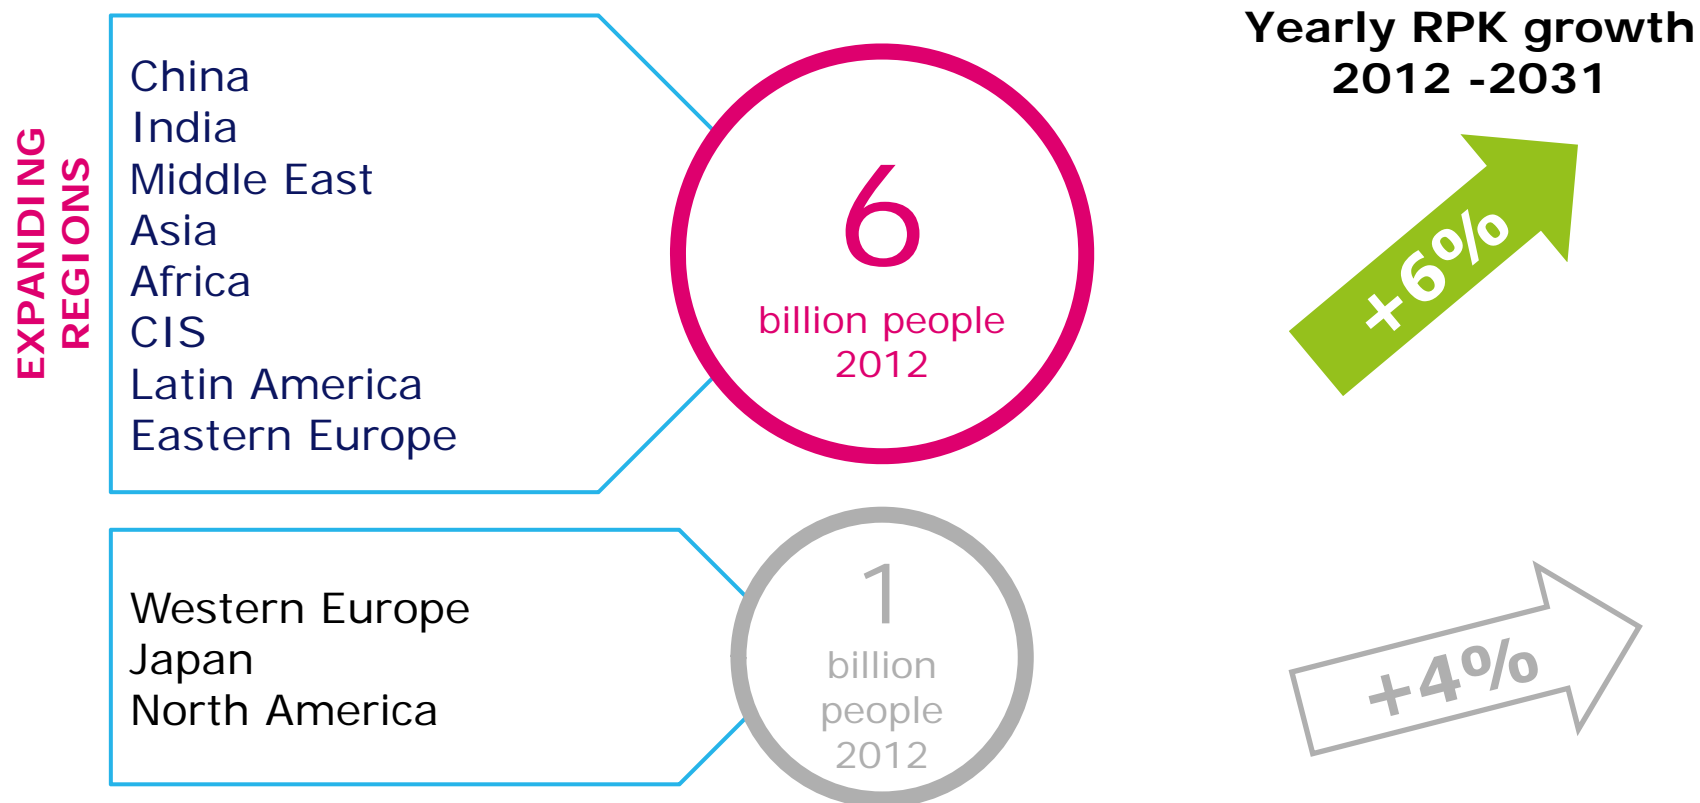 Yearly RPK growth
2012 -2031
EXPANDING
REGIONS
China
India
Middle East
Asia
Africa
CIS
Latin America
Eastern Europe
6
billion people
2012
+6%
Western Europe
Japan
North America
1
billion
people
2012
+4%